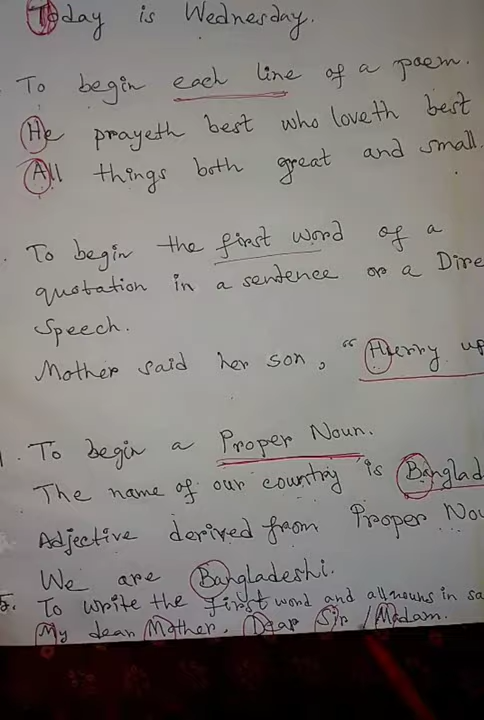 Today is Wednesday.
To begin each line of a poem.
He prayeth best who loveth best
All things both great and small.
To begin the first word of a
quotation in a sentence or a Dire
Speech.
Mother said her son, "Hurry up
To begin a Proper Noun.
The name of our country is Banglad
Adjective derived from Proper Nou
We are Bangladeshi.
5. To write the first word and all nouns in sa
My dear Mother, Dear Sir / Madam.